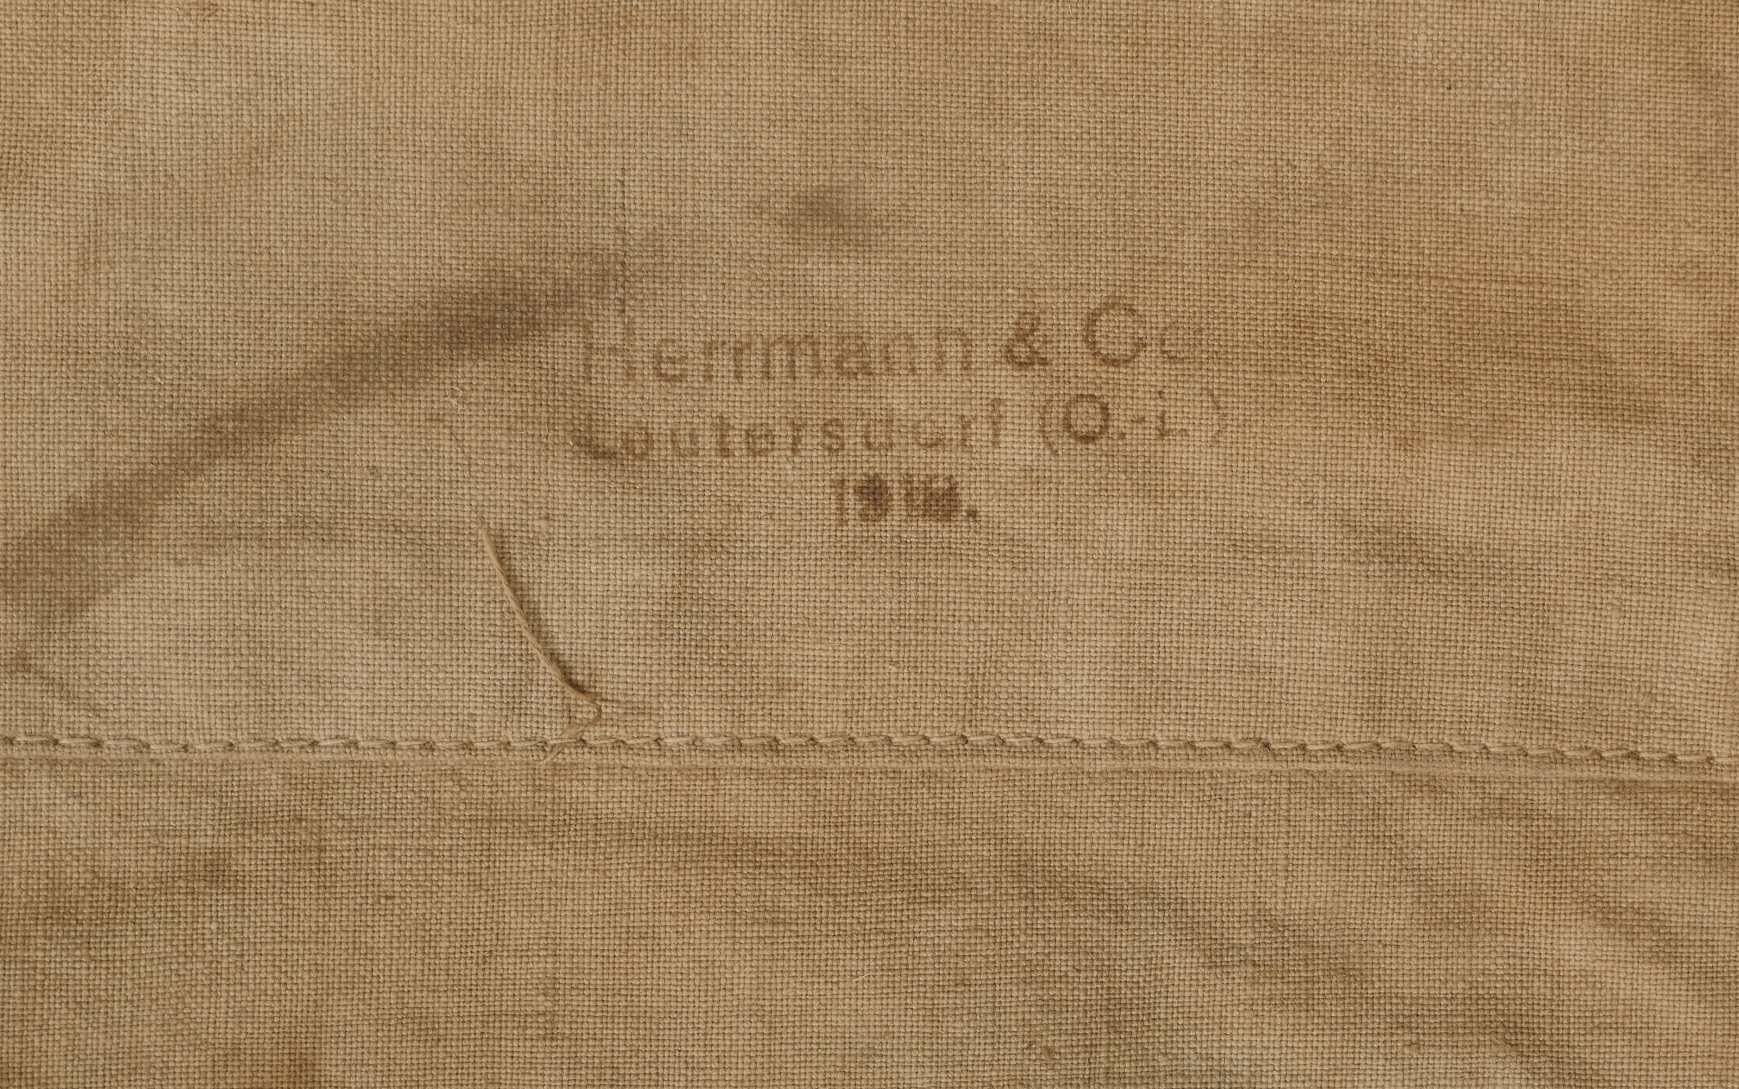 Herrmann & Co
Leutersdorf (O.-L.)